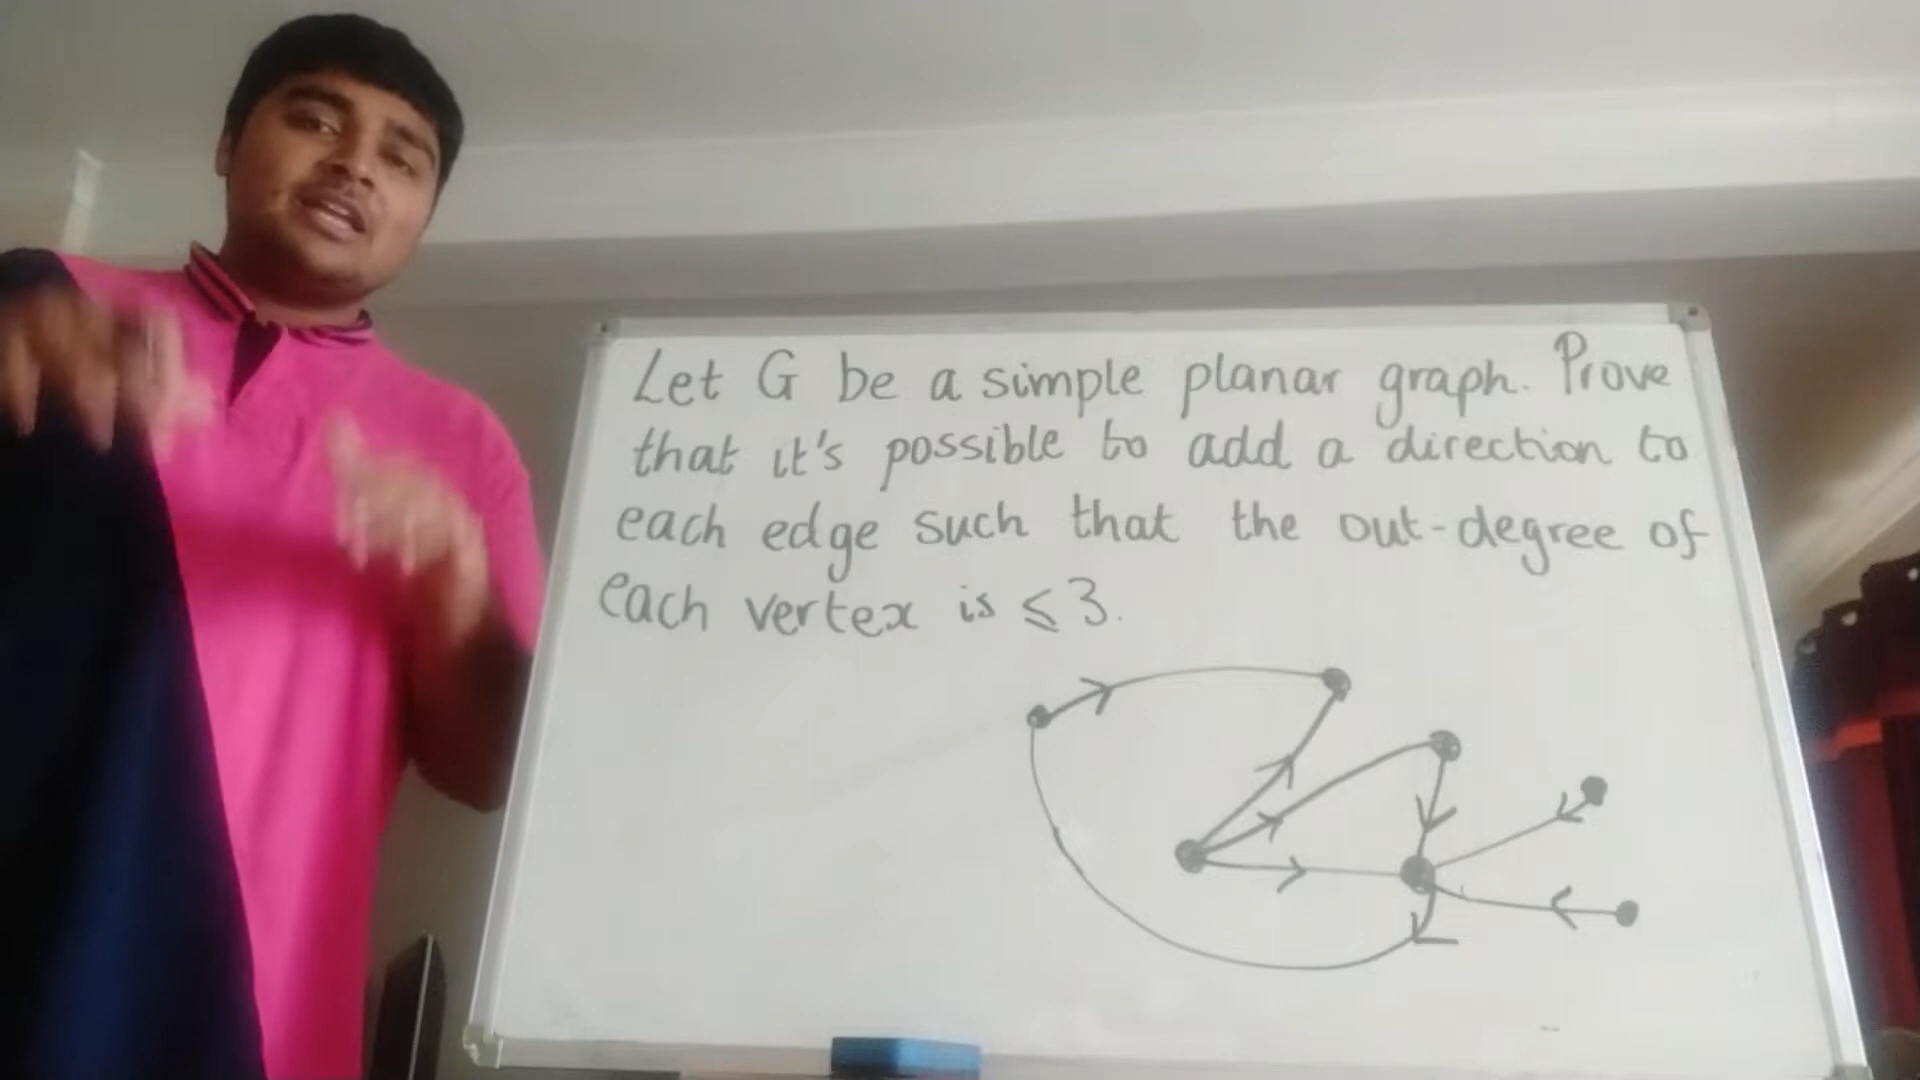 Let G be a simple planar graph. Prove
that it's possible to add a direction to
each edge such that the out-degree of
each vertex is ≤ 3.